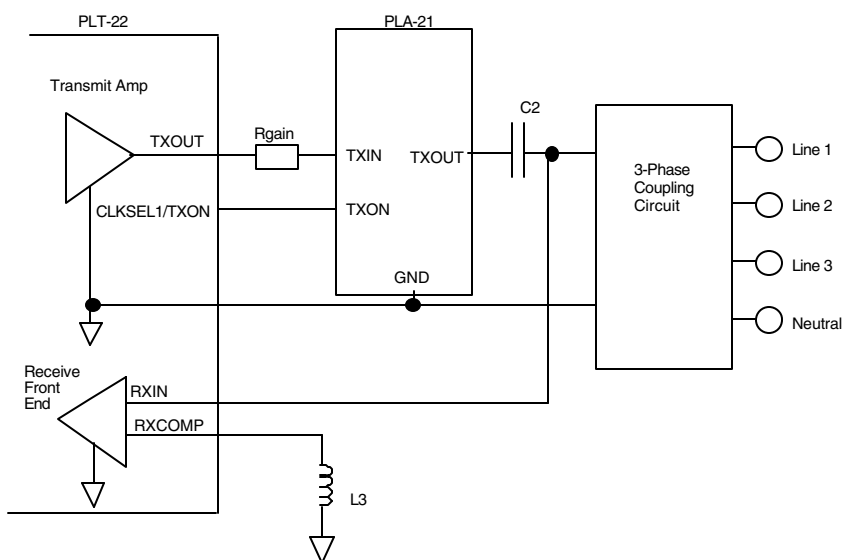 PLT-22
PLA-21
Transmit Amp
TXOUT
Rgain
TXIN
TXOUT
C2
CLKSEL1/TXON
TXON
GND
3-Phase
Coupling
Circuit
Line 1
Line 2
Line 3
Neutral
Receive
Front
End
RXIN
RXCOMP
L3